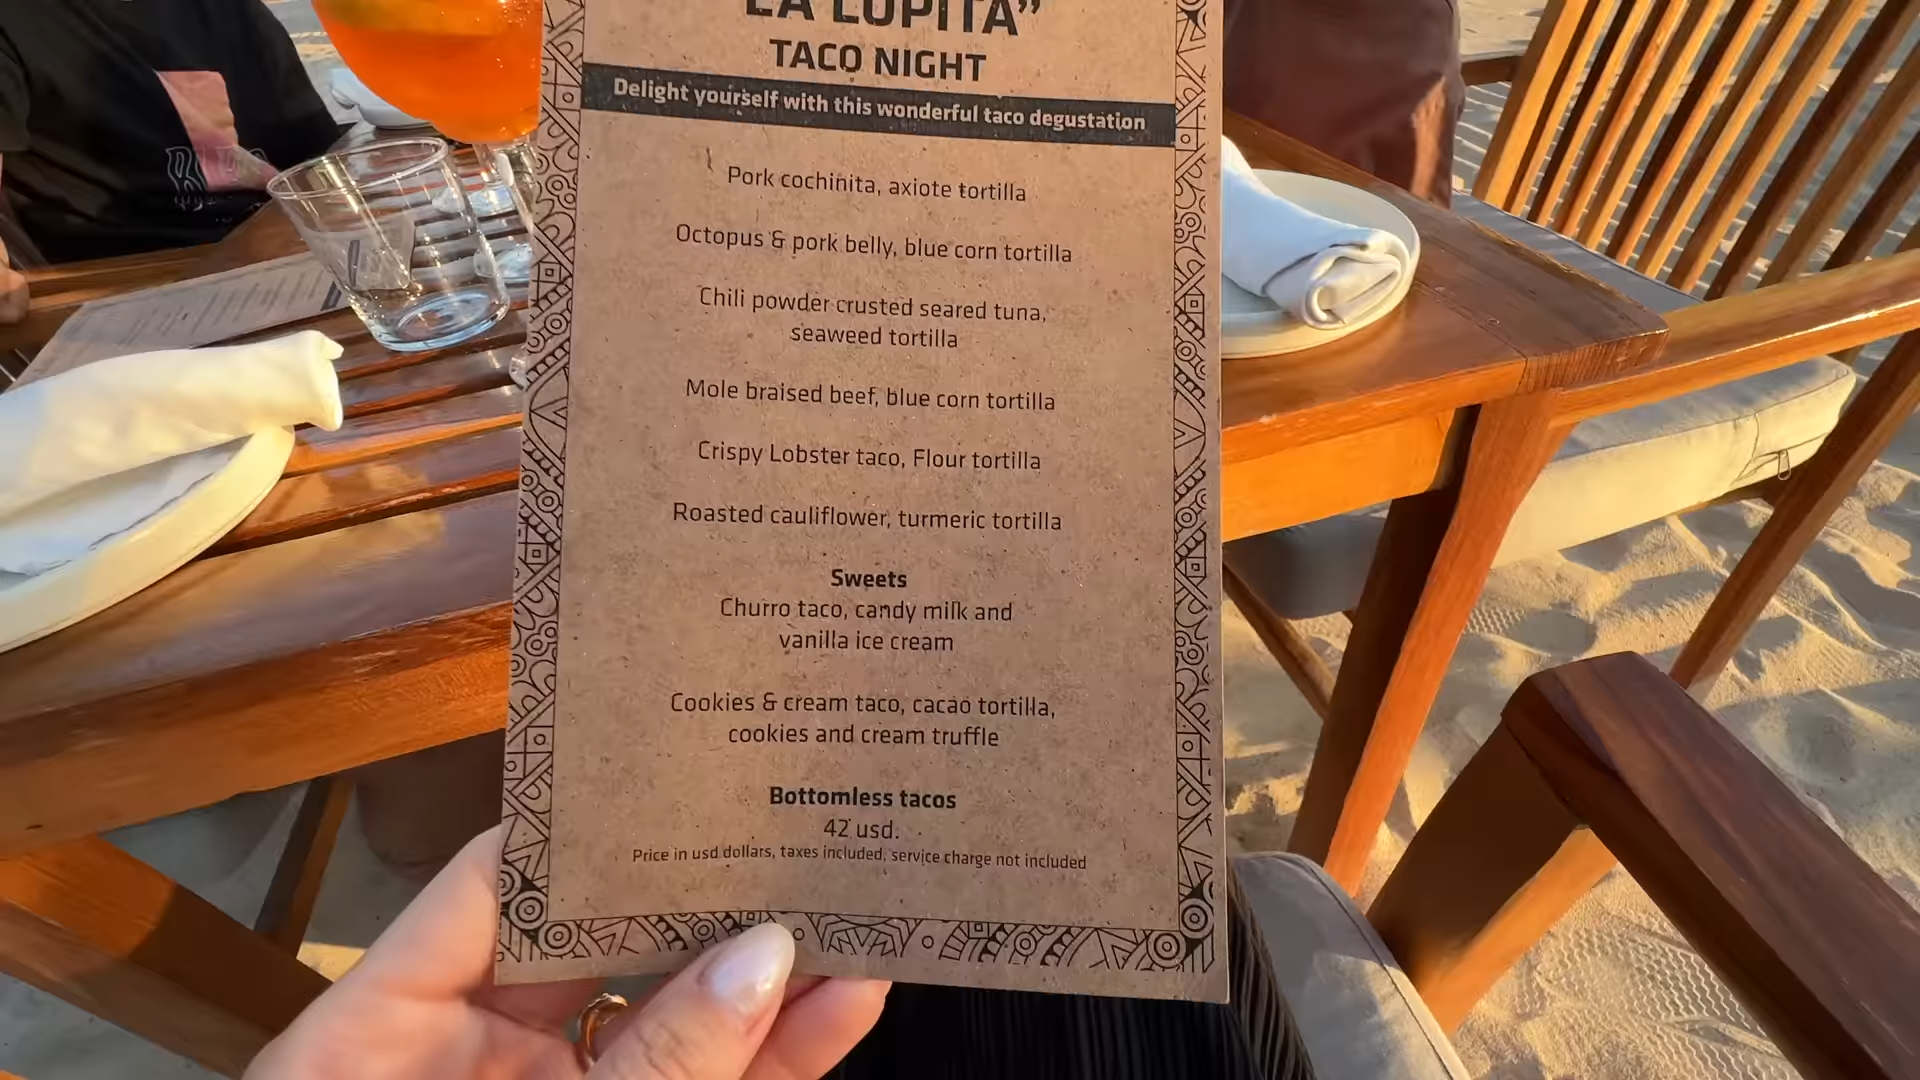 LA LUPITA”
TACO NIGHT
Delight yourself with this wonderful taco degustation
Pork cochinita, axiote tortilla
Octopus & pork belly, blue corn tortilla
Chili powder crusted seared tuna,
seaweed tortilla
Mole braised beef, blue corn tortilla
Crispy Lobster taco, Flour tortilla
Roasted cauliflower, turmeric tortilla
Sweets
Churro taco, candy milk and
vanilla ice cream
Cookies & cream taco, cacao tortilla,
cookies and cream truffle
Bottomless tacos
42 usd.
Price in usd dollars, taxes included, service charge not included